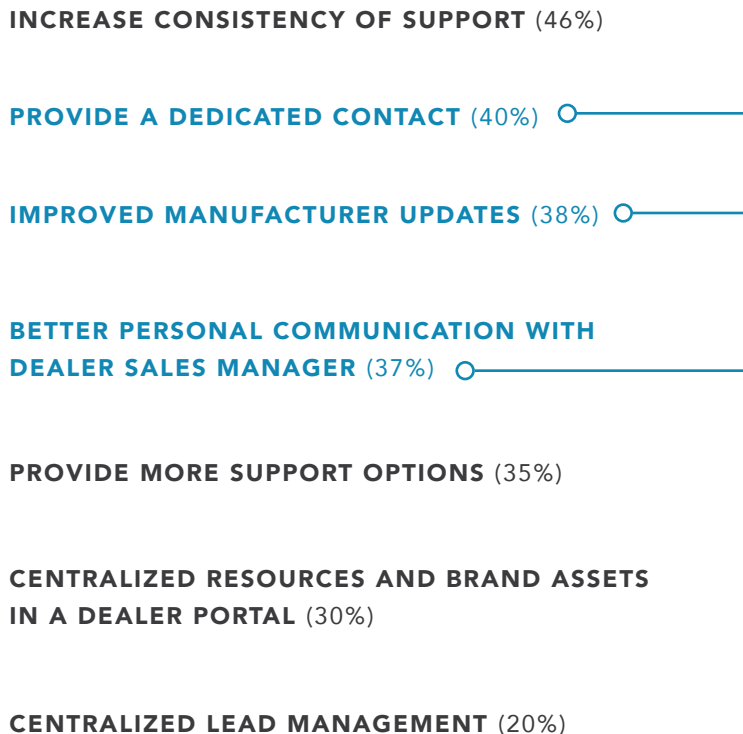 INCREASE CONSISTENCY OF SUPPORT (46%)
PROVIDE A DEDICATED CONTACT (40%)
IMPROVED MANUFACTURER UPDATES (38%)
BETTER PERSONAL COMMUNICATION WITH
DEALER SALES MANAGER (37%)
PROVIDE MORE SUPPORT OPTIONS (35%)
CENTRALIZED RESOURCES AND BRAND ASSETS
IN A DEALER PORTAL (30%)
CENTRALIZED LEAD MANAGEMENT (20%)